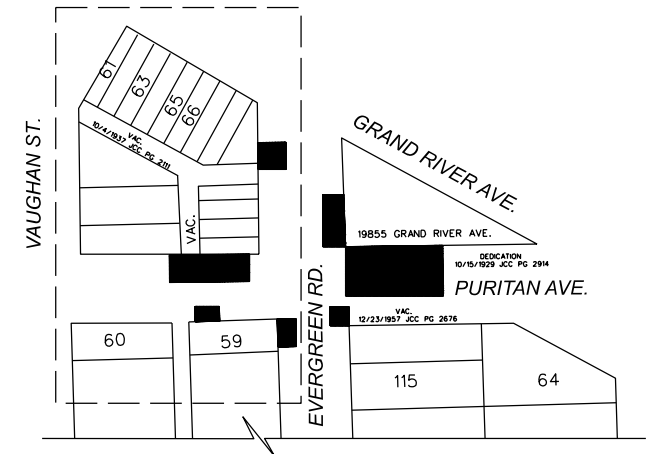 61
63
65
66
VAC.
10/4/1937 JCC PG 2111
VAC.
VAUGHAN ST.
GRAND RIVER AVE.
19855 GRAND RIVER AVE.
DEDICATION
10/15/1929 JCC PG 2914
PURITAN AVE.
EVERGREEN RD.
VAC.
12/23/1957 JCC PG 2676
60
59
115
64